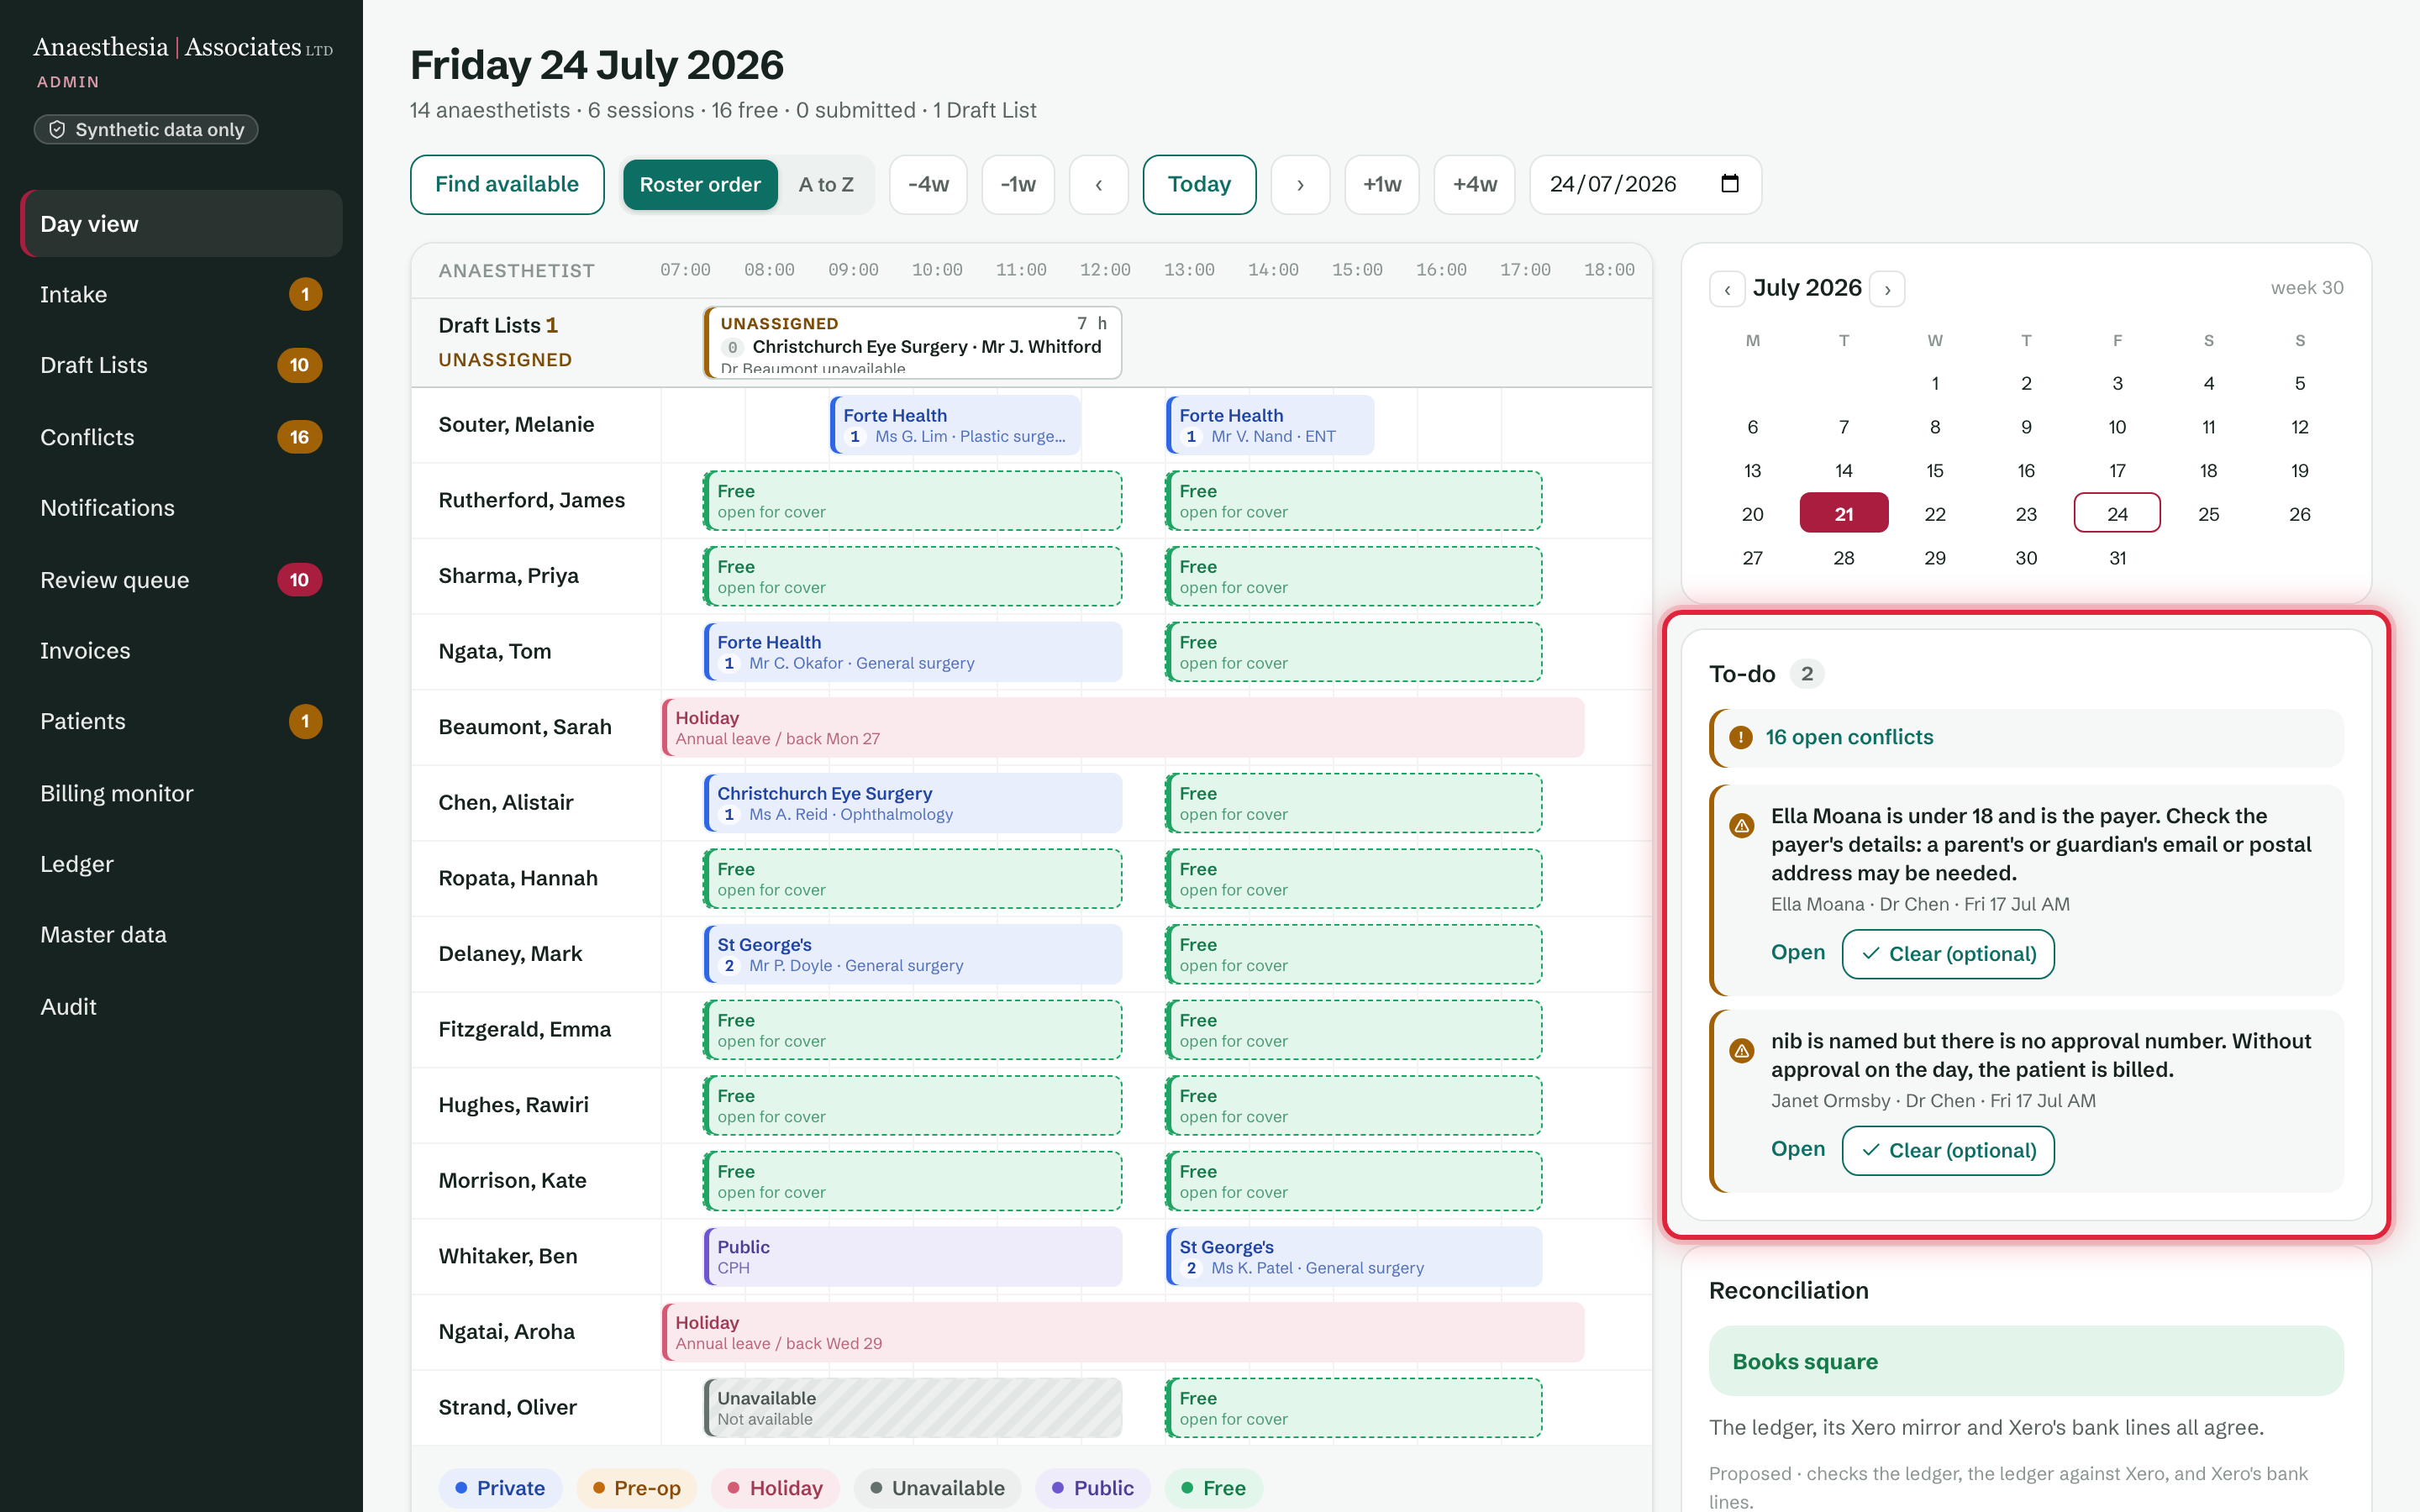 Anaesthesia | Associates LTD
ADMIN
Synthetic data only
Day view
Intake 1
Draft Lists 10
Conflicts 16
Notifications
Review queue 10
Invoices
Patients 1
Billing monitor
Ledger
Master data
Audit
Friday 24 July 2026
14 anaesthetists · 6 sessions · 16 free · 0 submitted · 1 Draft List
Find available Roster order A to Z -4w -1w ‹ Today › +1w +4w 24/07/2026
ANAESTHETIST 07:00 08:00 09:00 10:00 11:00 12:00 13:00 14:00 15:00 16:00 17:00 18:00
Draft Lists 1
UNASSIGNED
UNASSIGNED 7 h
0 Christchurch Eye Surgery · Mr J. Whitford
Dr Beaumont unavailable
Souter, Melanie
Forte Health
1 Ms G. Lim · Plastic surge...
Forte Health
1 Mr V. Nand · ENT
Rutherford, James
Free
open for cover
Free
open for cover
Sharma, Priya
Free
open for cover
Free
open for cover
Ngata, Tom
Forte Health
1 Mr C. Okafor · General surgery
Free
open for cover
Beaumont, Sarah
Holiday
Annual leave / back Mon 27
Chen, Alistair
Christchurch Eye Surgery
1 Ms A. Reid · Ophthalmology
Free
open for cover
Ropata, Hannah
Free
open for cover
Free
open for cover
Delaney, Mark
St George's
2 Mr P. Doyle · General surgery
Free
open for cover
Fitzgerald, Emma
Free
open for cover
Free
open for cover
Hughes, Rawiri
Free
open for cover
Free
open for cover
Morrison, Kate
Free
open for cover
Free
open for cover
Whitaker, Ben
Public
CPH
St George's
2 Ms K. Patel · General surgery
Ngatai, Aroha
Holiday
Annual leave / back Wed 29
Strand, Oliver
Unavailable
Not available
Free
open for cover
Private Pre-op Holiday Unavailable Public Free
‹ July 2026 › week 30
M T W T F S S
1 2 3 4 5
6 7 8 9 10 11 12
13 14 15 16 17 18 19
20 21 22 23 24 25 26
27 28 29 30 31
To-do 2
16 open conflicts
Ella Moana is under 18 and is the payer. Check the
payer's details: a parent's or guardian's email or postal
address may be needed.
Ella Moana · Dr Chen · Fri 17 Jul AM
Open Clear (optional)
nib is named but there is no approval number. Without
approval on the day, the patient is billed.
Janet Ormsby · Dr Chen · Fri 17 Jul AM
Open Clear (optional)
Reconciliation
Books square
The ledger, its Xero mirror and Xero's bank lines all agree.
Proposed · checks the ledger, the ledger against Xero, and Xero's bank
lines.